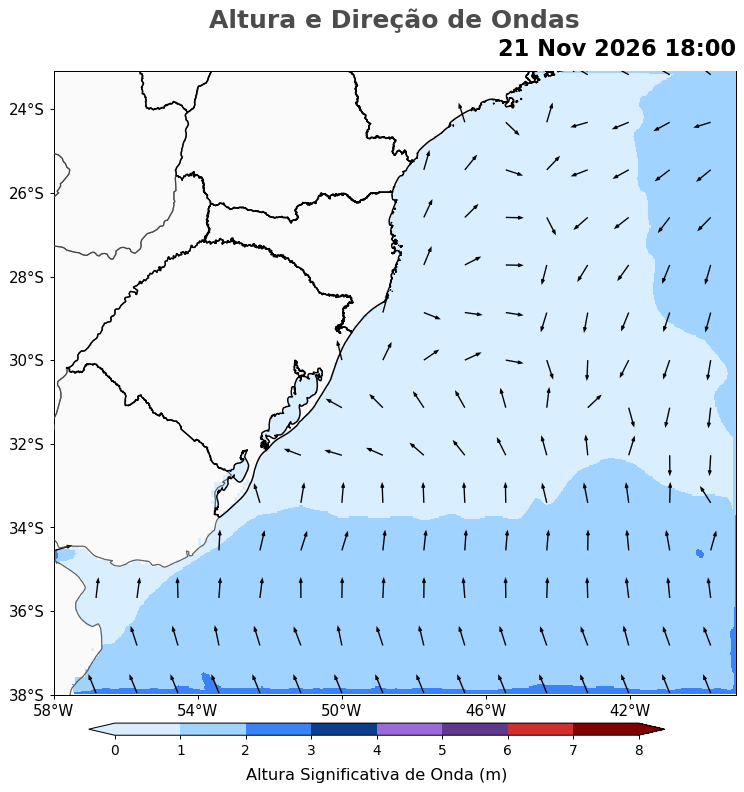 Altura e Direção de Ondas
21 Nov 2026 18:00
24°S
26°S
28°S
30°S
32°S
34°S
36°S
38°S
58°W 54°W 50°W 46°W 42°W
0 1 2 3 4 5 6 7 8
Altura Significativa de Onda (m)